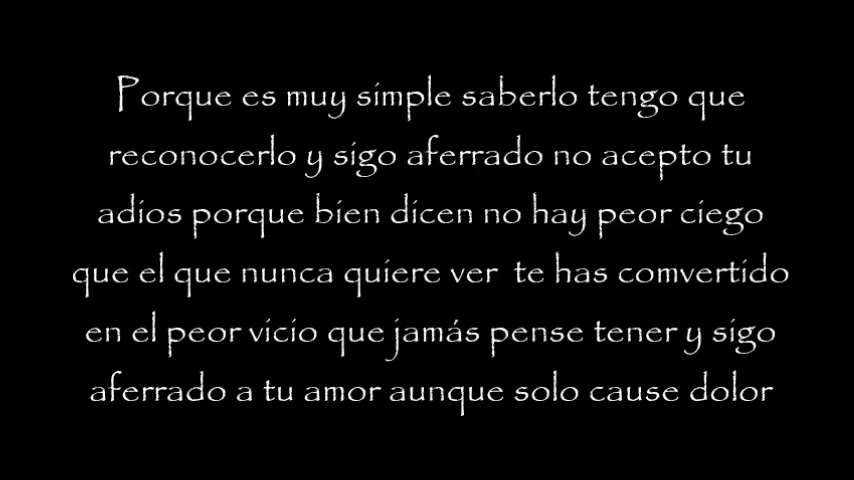 Porque es muy simple saberlo tengo que
reconocerlo y sigo aferrado no acepto tu
adios porque bien dicen no hay peor ciego
que el que nunca quiere ver te has comvertido
en el peor vicio que jamás pense tener y sigo
aferrado a tu amor aunque solo cause dolor